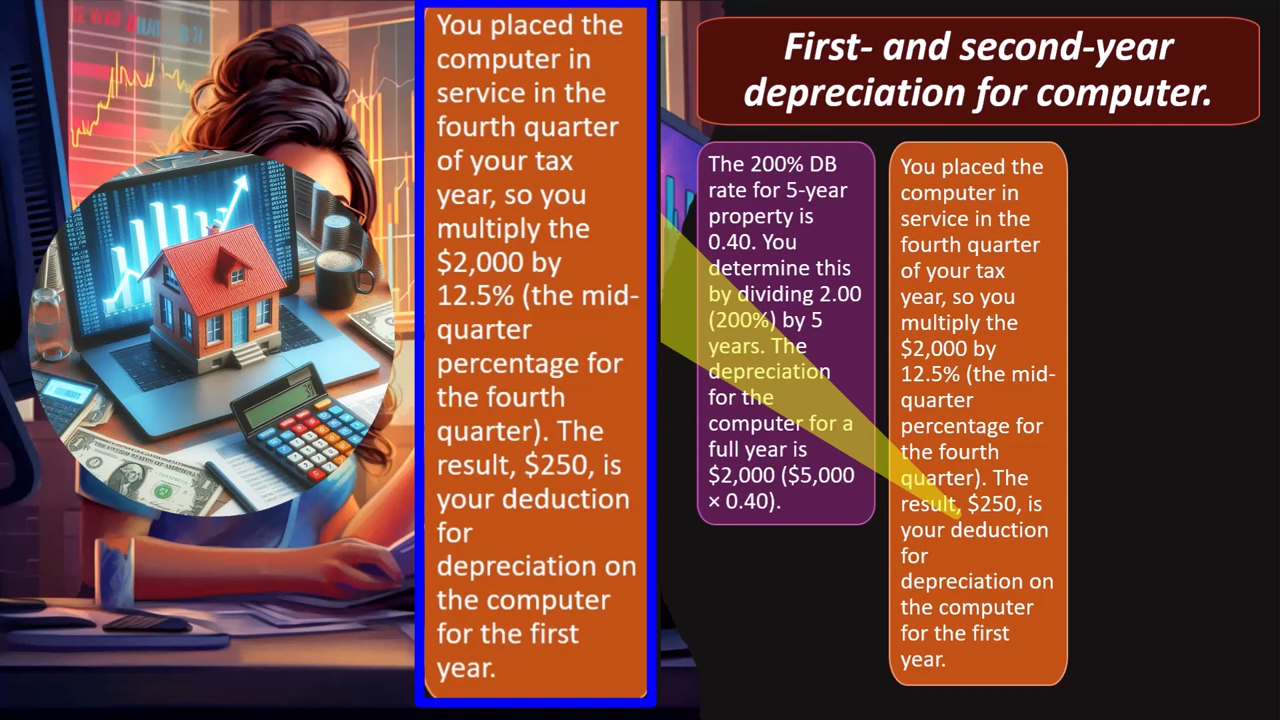 You placed the
computer in
service in the
fourth quarter
of your tax
year, so you
multiply the
$2,000 by
12.5% (the mid-
quarter
percentage for
the fourth
quarter). The
result, $250, is
your deduction
for
depreciation on
the computer
for the first
year.
First- and second-year
depreciation for computer.
The 200% DB
rate for 5-year
property is
0.40. You
determine this
by dividing 2.00
(200%) by 5
years. The
depreciation
for the
computer for a
full year is
$2,000 ($5,000
× 0.40).
You placed the
computer in
service in the
fourth quarter
of your tax
year, so you
multiply the
$2,000 by
12.5% (the mid-
quarter
percentage for
the fourth
quarter). The
result, $250, is
your deduction
for
depreciation on
the computer
for the first
year.